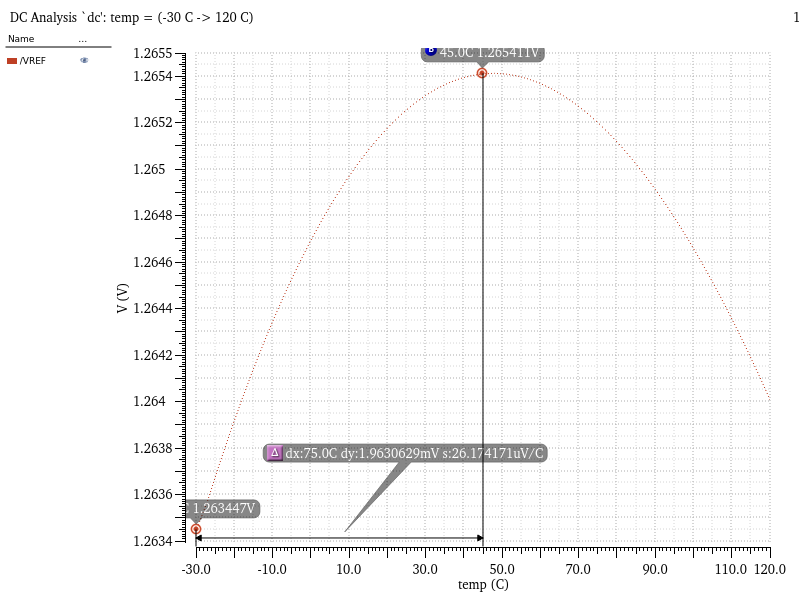 DC Analysis `dc': temp = (-30 C -> 120 C)
1
Name ...
/VREF
45.0C 1.265411V
1.2655
1.2654
1.2652
1.265
1.2648
1.2646
1.2644
1.2642
1.264
1.2638
1.2636
1.2634
V (V)
Δ dx:75.0C dy:1.9630629mV s:26.174171uV/C
1.263447V
-30.0 -10.0 10.0 30.0 50.0 70.0 90.0 110.0 120.0
temp (C)